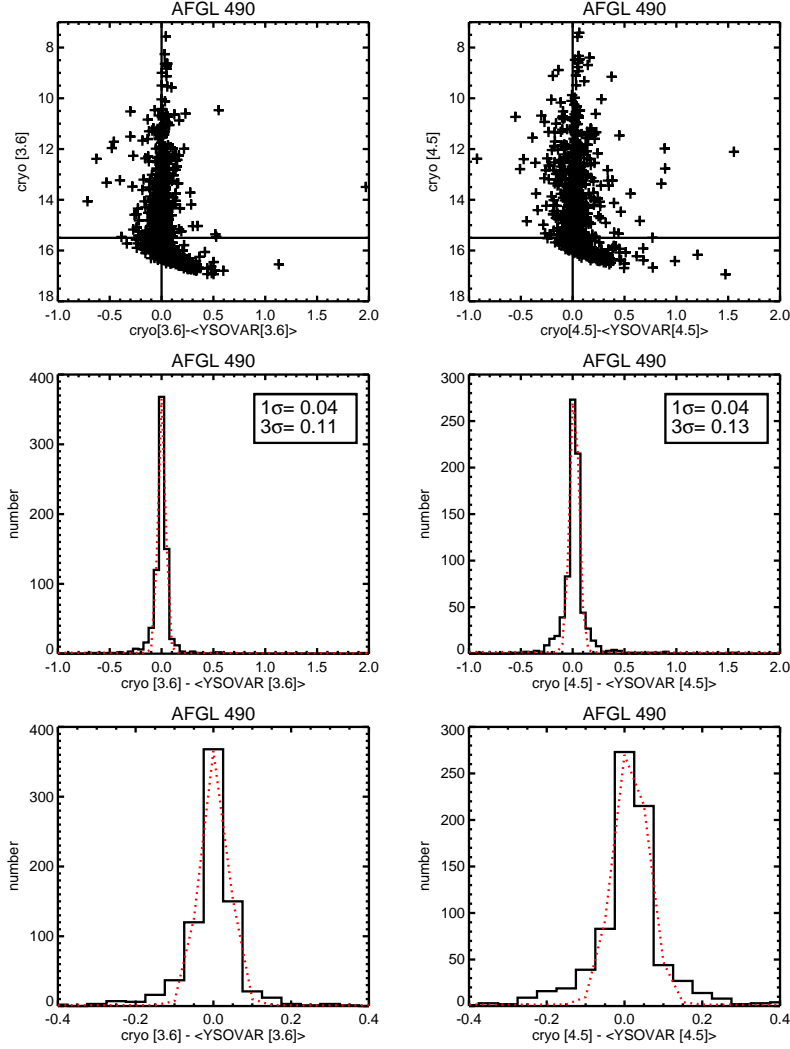 AFGL 490
8
10
12
14
16
18
cryo [3.6]
-1.0 -0.5 0.0 0.5 1.0 1.5 2.0
cryo[3.6]-<YSOVAR[3.6]>
AFGL 490
8
10
12
14
16
18
cryo [4.5]
-1.0 -0.5 0.0 0.5 1.0 1.5 2.0
cryo[4.5]-<YSOVAR[4.5]>
AFGL 490
400
300
200
100
0
number
1σ= 0.04
3σ= 0.11
-1.0 -0.5 0.0 0.5 1.0 1.5 2.0
cryo [3.6] - <YSOVAR [3.6]>
AFGL 490
300
250
200
150
100
50
0
number
1σ= 0.04
3σ= 0.13
-1.0 -0.5 0.0 0.5 1.0 1.5 2.0
cryo [4.5] - <YSOVAR [4.5]>
AFGL 490
400
300
200
100
0
number
-0.4 -0.2 0.0 0.2 0.4
cryo [3.6] - <YSOVAR [3.6]>
AFGL 490
300
250
200
150
100
50
0
number
-0.4 -0.2 0.0 0.2 0.4
cryo [4.5] - <YSOVAR [4.5]>